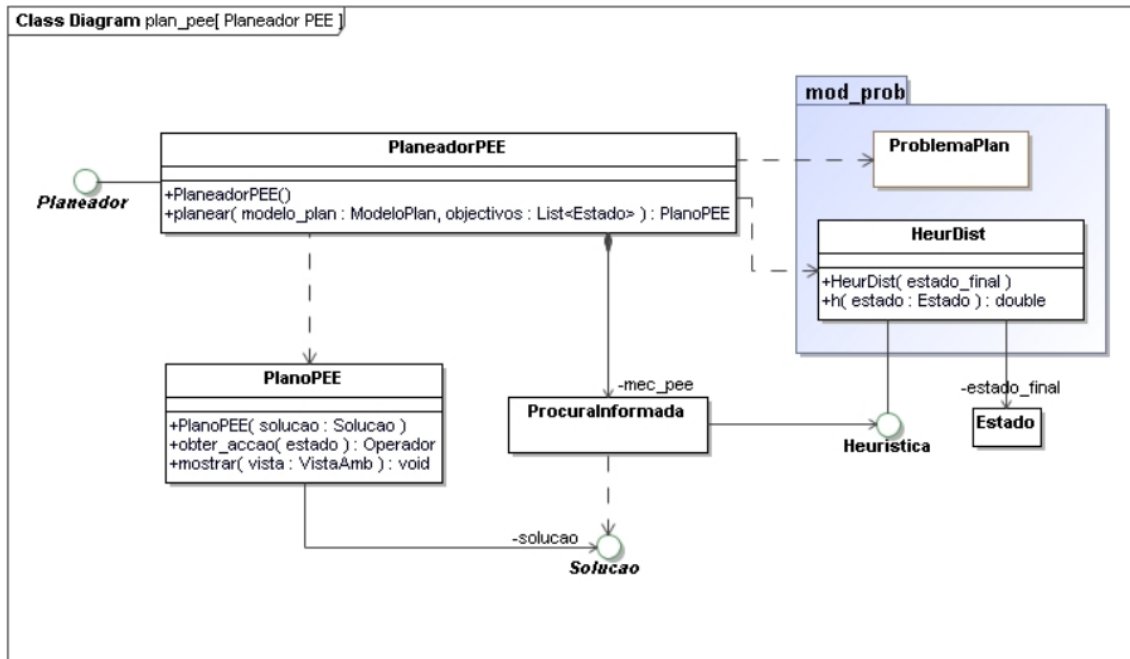 Class Diagram plan_pee[ Planeador PEE ]
mod_prob
PlaneadorPEE
ProblemaPlan
Planeador
+PlaneadorPEE()
+planear( modelo_plan : ModeloPlan, objectivos : List<Estado> ) : PlanoPEE
HeurDist
+HeurDist( estado_final )
+h( estado : Estado ) : double
PlanoPEE
-mec_pee
-estado_final
+PlanoPEE( solucao : Solucao )
+obter_accao( estado ) : Operador
+mostrar( vista : VistaAmb ) : void
ProcuraInformada
Heuristica
Estado
-solucao
Solucao